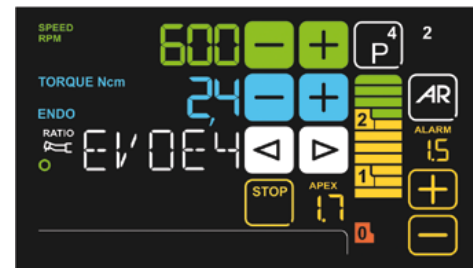 SPEED
RPM
600
- +
P4
2
TORQUE Ncm
2,4
- +
AR
ENDO
2
ALARM
1.5
RATIO
EVOE4
STOP
APEX
1.7
1
+
0
-